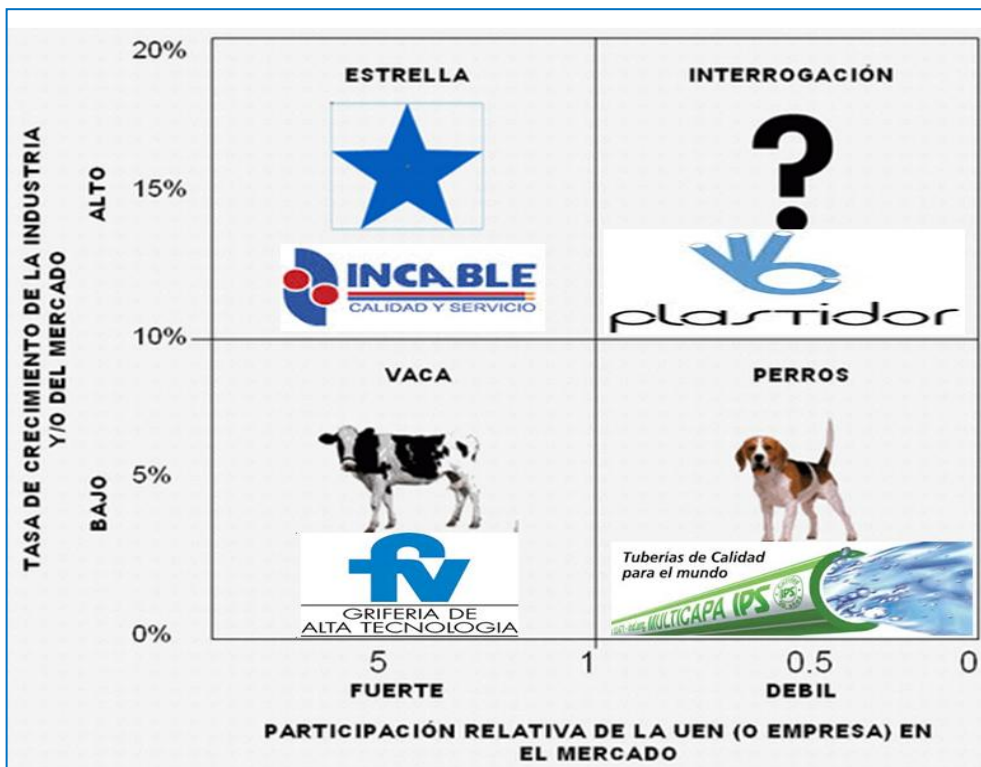 20%
ESTRELLA
INTERROGACIÓN
?
TASA DE CRECIMIENTO DE LA INDUSTRIA
Y/O DEL MERCADO
ALTO
15%
INCABLE
CALIDAD Y SERVICIO
plastidor
10%
VACA
PERROS
BAJO
5%
fv
GRIFERIA DE
ALTA TECNOLOGIA
Tuberías de Calidad
para el mundo
MULTICAPA IPS IPS
0%
5
1
0.5
0
FUERTE
DEBIL
PARTICIPACIÓN RELATIVA DE LA UEN (O EMPRESA) EN
EL MERCADO